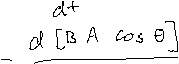 dt
- d [B A cos θ]